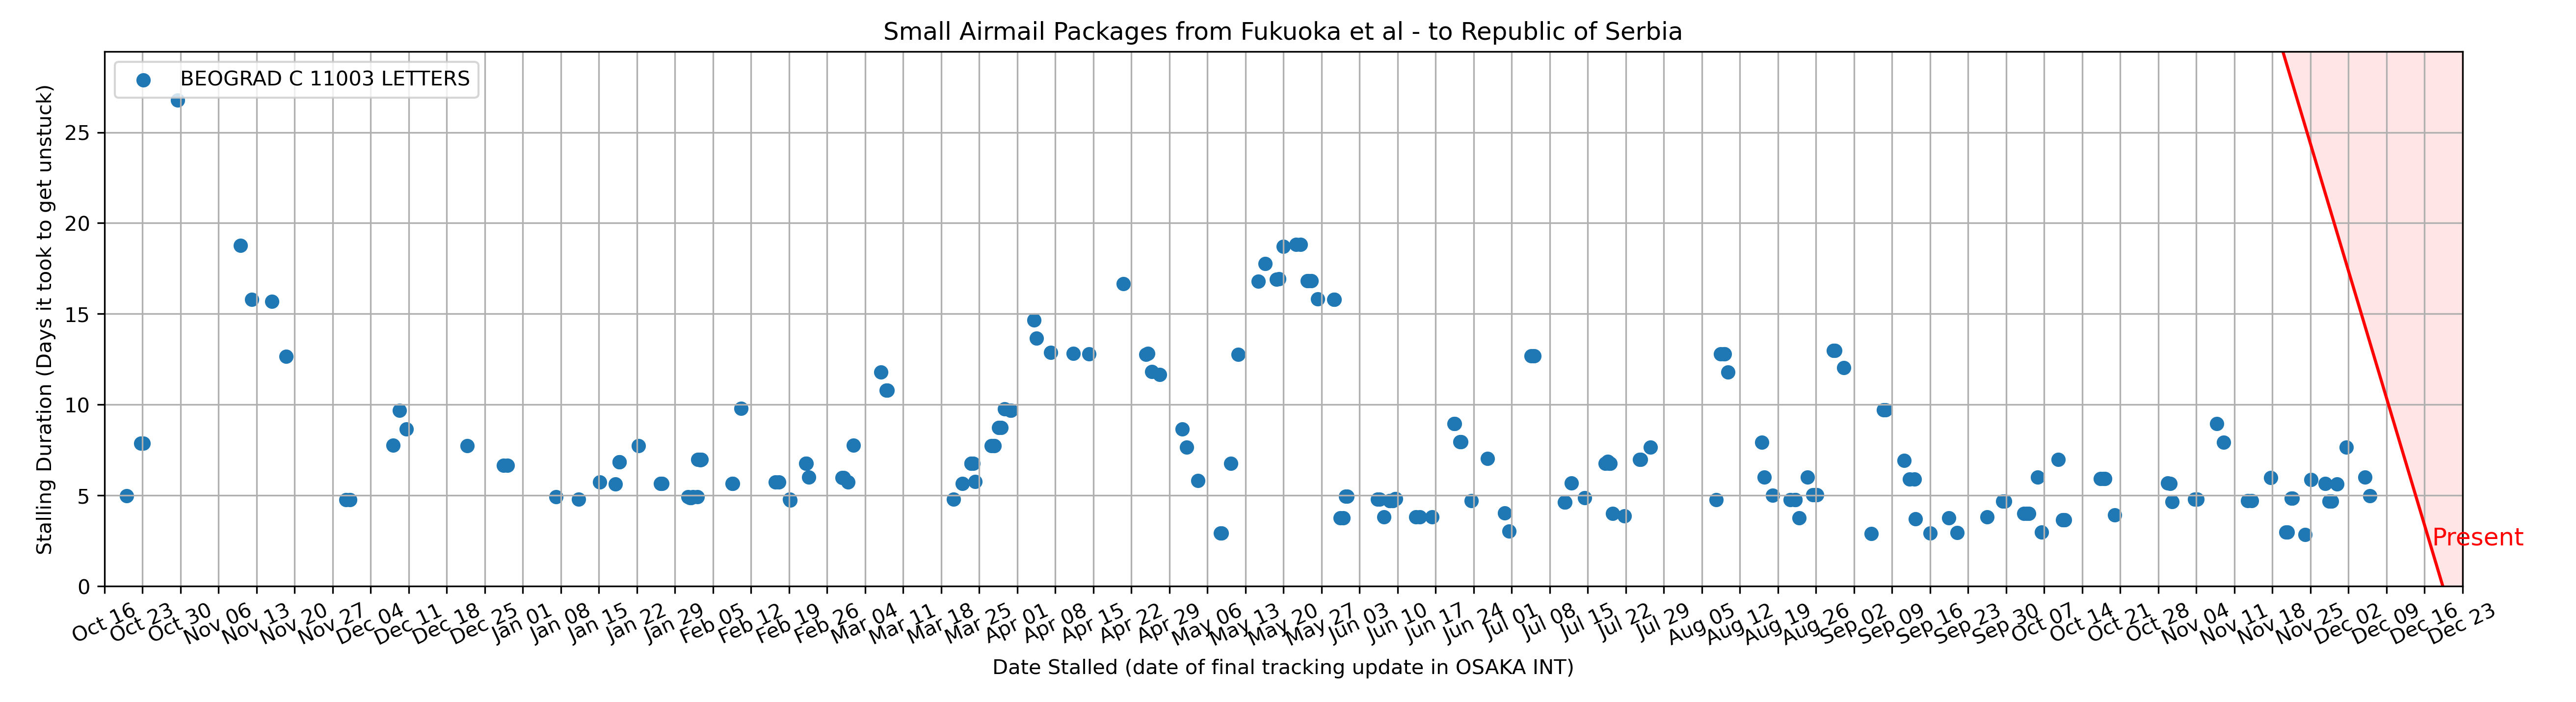 Small Airmail Packages from Fukuoka et al - to Republic of Serbia
BEOGRAD C 11003 LETTERS
Stalling Duration (Days iit took to get unstuck)
25
20
15
10
5
0
Present
Oct 16
Oct 23
Oct 30
Nov 06
Nov 13
Nov 20
Nov 27
Dec 04
Dec 11
Dec 18
Dec 25
Jan 01
Jan 08
Jan 15
Jan 22
Jan 29
Feb 05
Feb 12
Feb 19
Feb 26
Mar 04
Mar 11
Mar 18
Mar 25
Apr 01
Apr 08
Apr 15
Apr 22
Apr 29
May 06
May 13
May 20
May 27
Jun 03
Jun 10
Jun 17
Jun 24
Jul 01
Jul 08
Jul 15
Jul 22
Jul 29
Aug 05
Aug 12
Aug 19
Aug 26
Sep 02
Sep 09
Sep 16
Sep 23
Sep 30
Oct 07
Oct 14
Oct 21
Oct 28
Nov 04
Nov 11
Nov 18
Nov 25
Dec 02
Dec 09
Dec 16
Dec 23
Date Stalled (date of final tracking update in OSAKA INT)